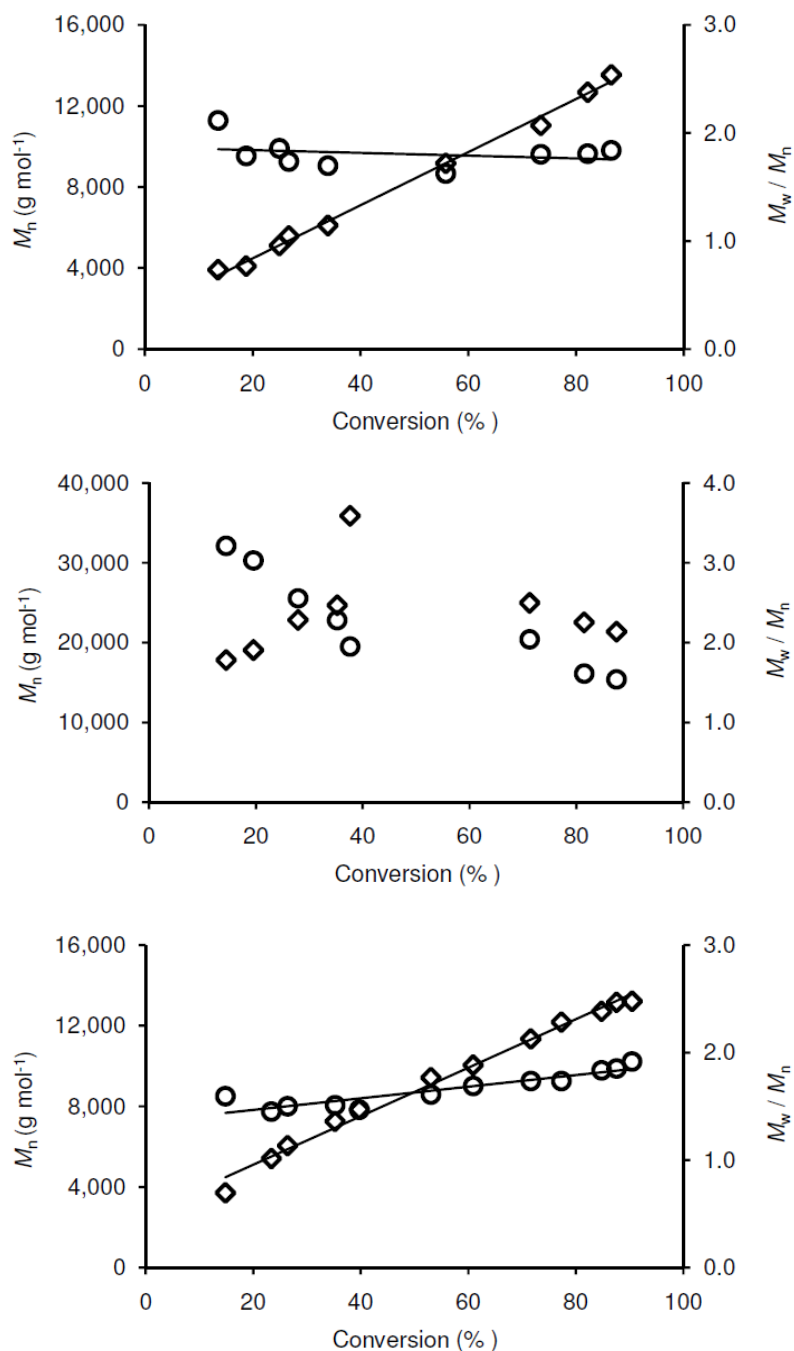 16,000
12,000
8,000
4,000
0
3.0
2.0
1.0
0.0
0 20 40 60 80 100
Mn (g mol-1)
Mw / Mn
Conversion (% )
40,000
30,000
20,000
10,000
0
4.0
3.0
2.0
1.0
0.0
0 20 40 60 80 100
Mn (g mol-1)
Mw / Mn
Conversion (% )
16,000
12,000
8,000
4,000
0
3.0
2.0
1.0
0.0
0 20 40 60 80 100
Mn (g mol-1)
Mw / Mn
Conversion (% )